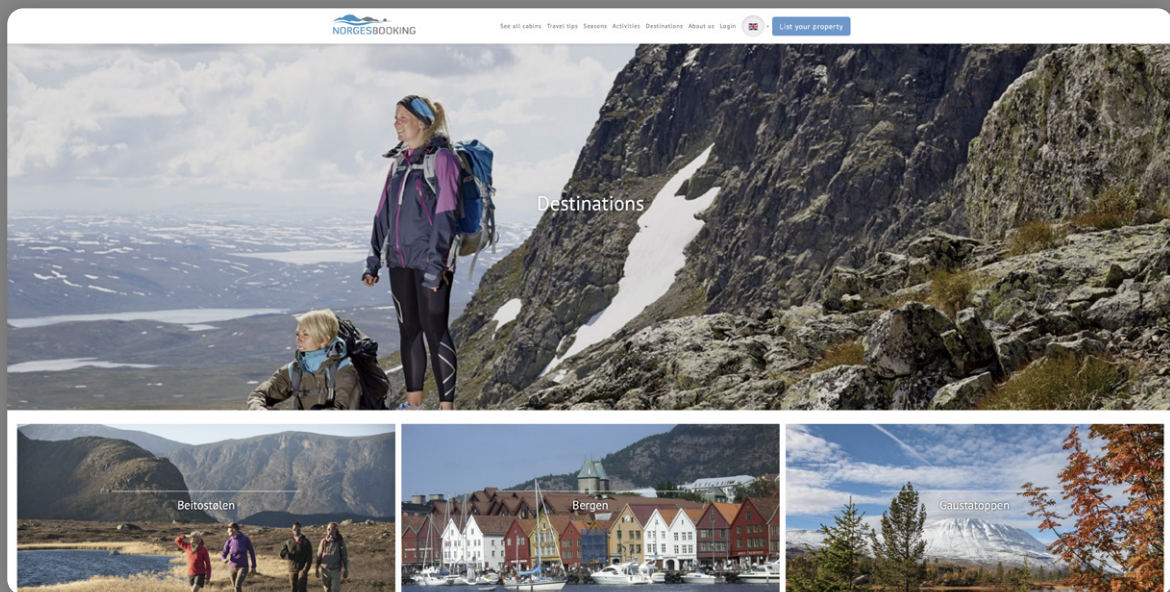 NORGESBOOKING
See all cabins Travel tips Seasons Activities Destinations About us Login List your property
Destinations
Beitostølen Bergen Gaustatoppen